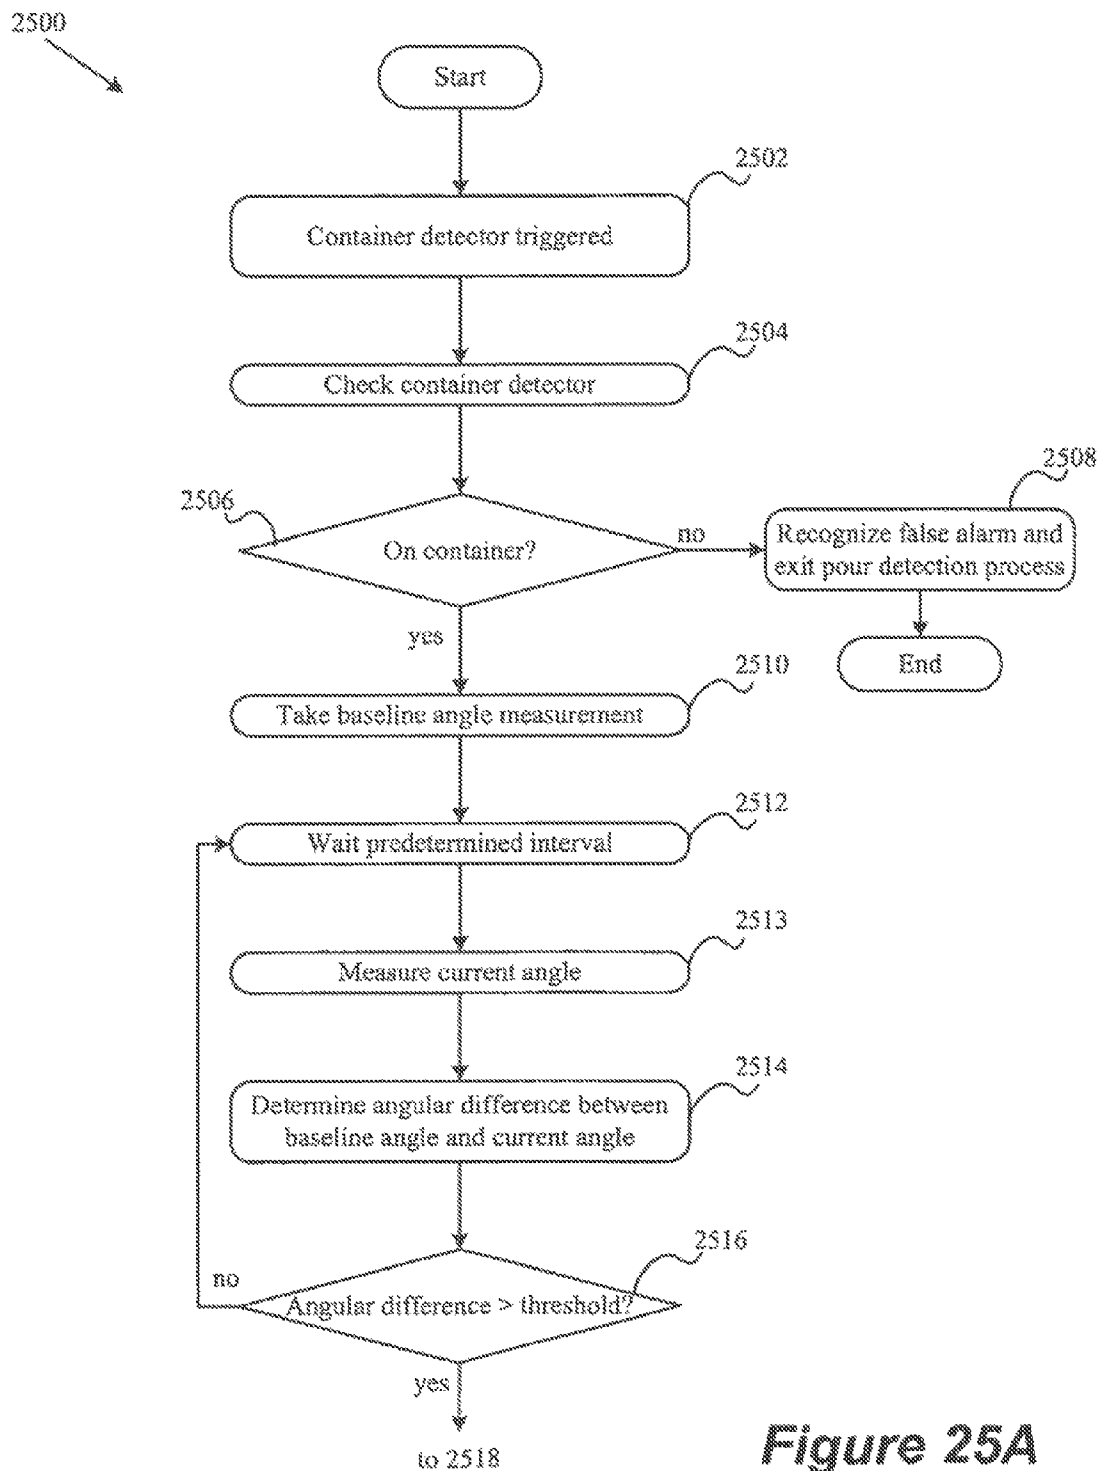 2500
Start
2502
Container detector triggered
2504
Check container detector
2506
On container?
no
2508
Recognize false alarm and
exit pour detection process
yes
End
2510
Take baseline angle measurement
2512
Wait predetermined interval
2513
Measure current angle
2514
Determine angular difference between
baseline angle and current angle
2516
no
Angular difference > threshold?
yes
to 2518
Figure 25A